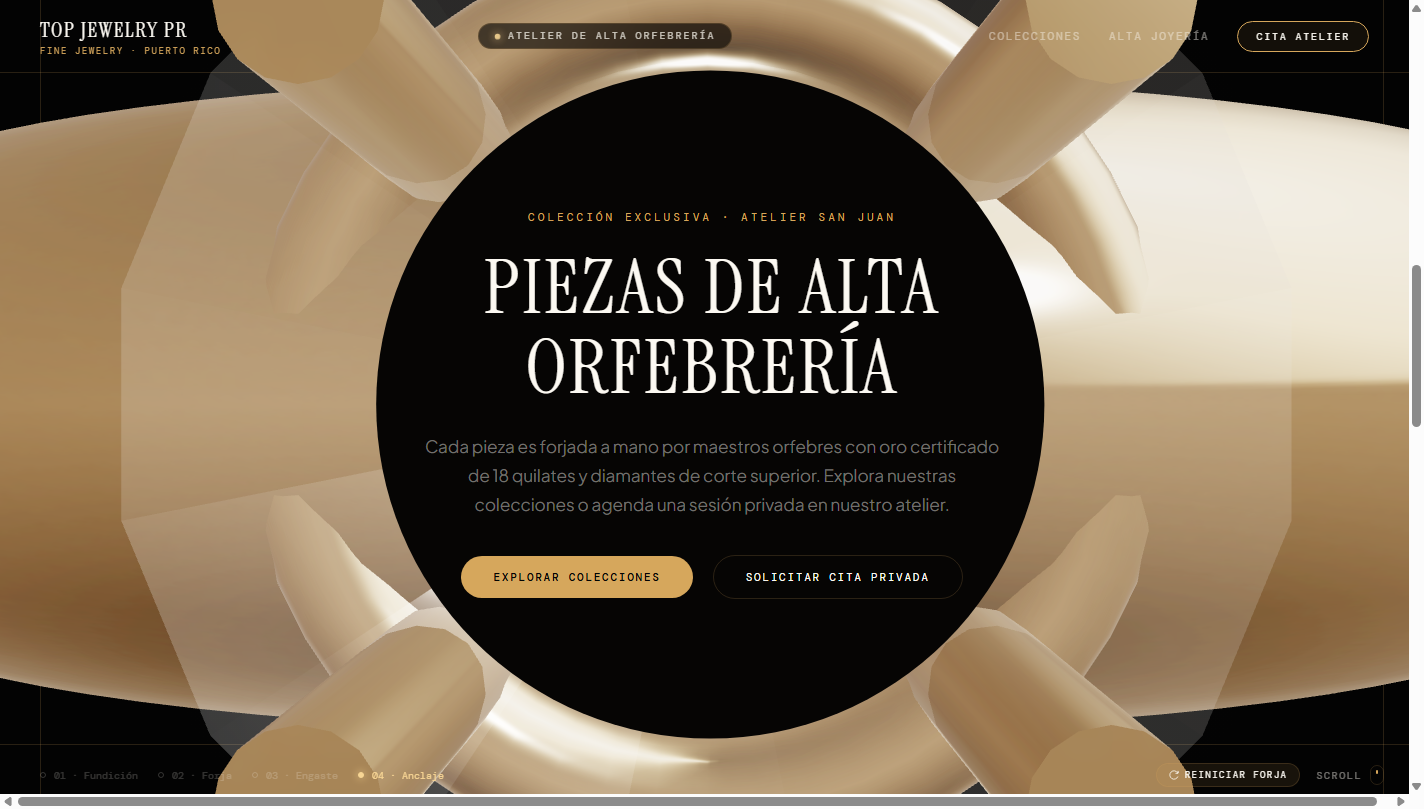 TOP JEWELRY PR
FINE JEWELRY · PUERTO RICO
ATELIER DE ALTA ORFEBRERÍA
COLECCIONES
ALTA JOYERÍA
CITA ATELIER
COLECCIÓN EXCLUSIVA · ATELIER SAN JUAN
PIEZAS DE ALTA
ORFEBRERÍA
Cada pieza es forjada a mano por maestros orfebres con oro certificado
de 18 quilates y diamantes de corte superior. Explora nuestras
colecciones o agenda una sesión privada en nuestro atelier.
EXPLORAR COLECCIONES
SOLICITAR CITA PRIVADA
01 · Fundición
02 · Forja
03 · Engaste
04 · Anclaje
REINICIAR FORJA
SCROLL